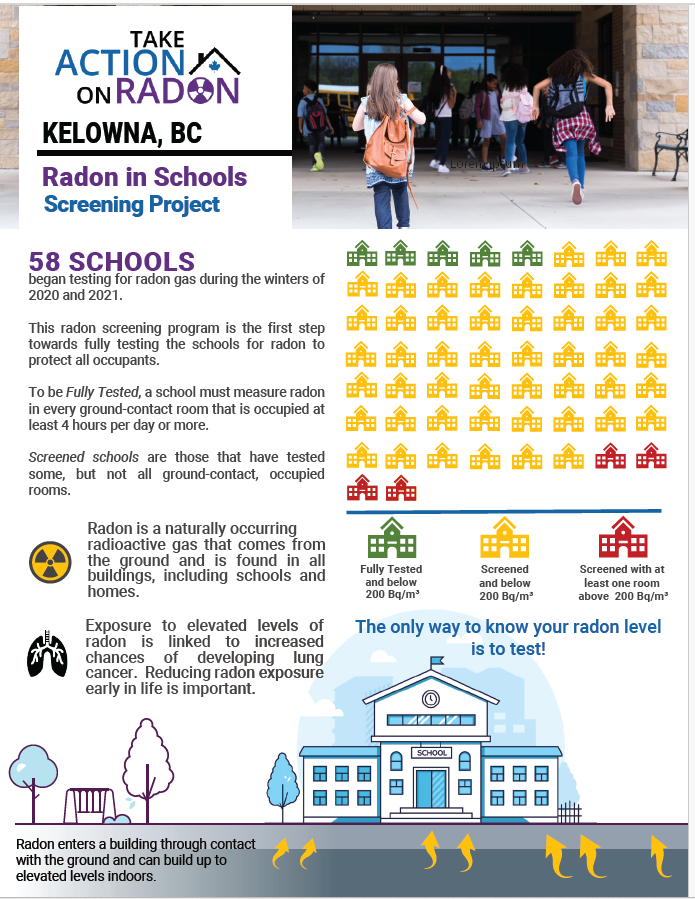 TAKE
ACTION
ON RADON
KELOWNA, BC
Radon in Schools
Screening Project
Lorem ipsum
58 SCHOOLS
began testing for radon gas during the winters of
2020 and 2021.
This radon screening program is the first step
towards fully testing the schools for radon to
protect all occupants.
To be Fully Tested, a school must measure radon
in every ground-contact room that is occupied at
least 4 hours per day or more.
Screened schools are those that have tested
some, but not all ground-contact, occupied
rooms.
Radon is a naturally occurring
radioactive gas that comes from
the ground and is found in all
buildings, including schools and
homes.
Exposure to elevated levels of
radon is linked to increased
chances of developing lung
cancer. Reducing radon exposure
early in life is important.
Fully Tested
and below
200 Bq/m³
Screened
and below
200 Bq/m³
Screened with at
least one room
above 200 Bq/m³
The only way to know your radon level
is to test!
SCHOOL
Radon enters a building through contact
with the ground and can build up to
elevated levels indoors.